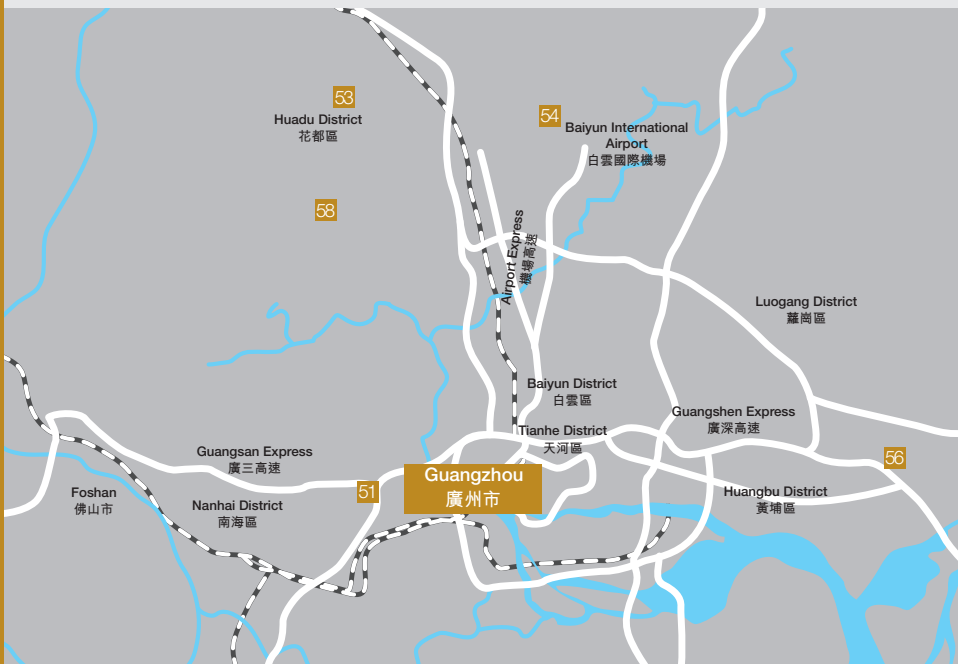 53
Huadu District
花都區
54
Baiyun International
Airport
白雲國際機場
58
Airport Express
機場高速
Luogang District
蘿崗區
Baiyun District
白雲區
Tianhe District
天河區
Guangshen Express
廣深高速
Guangsan Express
廣三高速
51
Guangzhou
廣州市
56
Foshan
佛山市
Nanhai District
南海區
Huangbu District
黃埔區